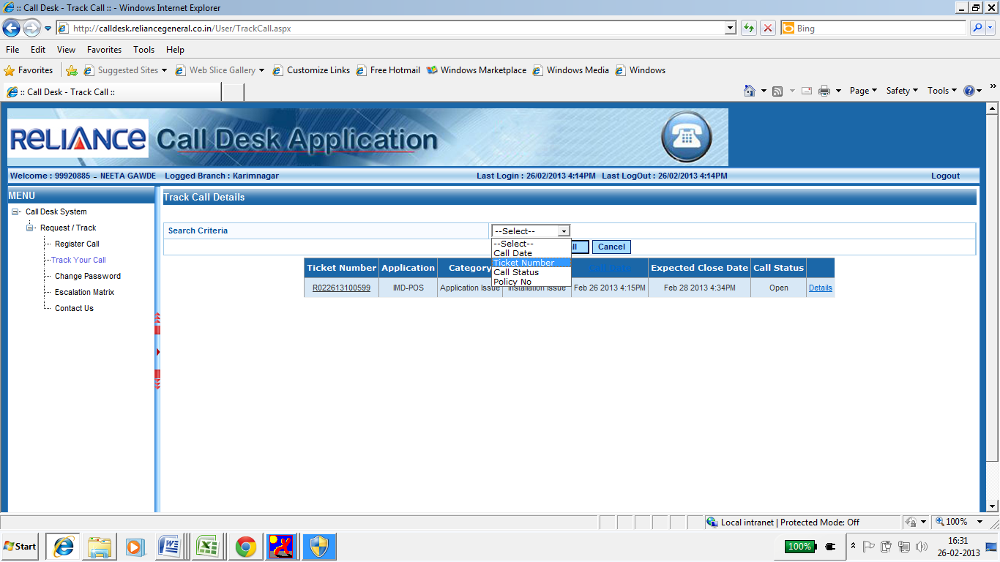 :: Call Desk - Track Call :: - Windows Internet Explorer
http://calldesk.reliancegeneral.co.in/User/TrackCall.aspx
Bing
File Edit View Favorites Tools Help
Favorites Suggested Sites Web Slice Gallery Customize Links Free Hotmail Windows Marketplace Windows Media Windows
:: Call Desk - Track Call ::
Page Safety Tools
RELIANCE Call Desk Application
Welcome : 99920885 - NEETA GAWDE Logged Branch : Karimnagar Last Login : 26/02/2013 4:14PM Last LogOut : 26/02/2013 4:14PM Logout
MENU
Call Desk System
Request / Track
Register Call
Track Your Call
Change Password
Escalation Matrix
Contact Us
Track Call Details
Search Criteria --Select--
--Select--
Call Date
Ticket Number
Call Status
Policy No
Cancel
Ticket Number Application Category Call Date Expected Close Date Call Status
R022613100599 IMD-POS Application Issue Installation Issue Feb 26 2013 4:15PM Feb 28 2013 4:34PM Open Details
Local intranet | Protected Mode: Off 100%
Start 100% 16:31
26-02-2013